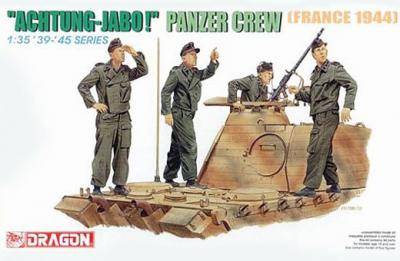 "ACHTUNG-JABO!" PANZER CREW (FRANCE 1944)
1:35 '39-'45 SERIES
DRAGON